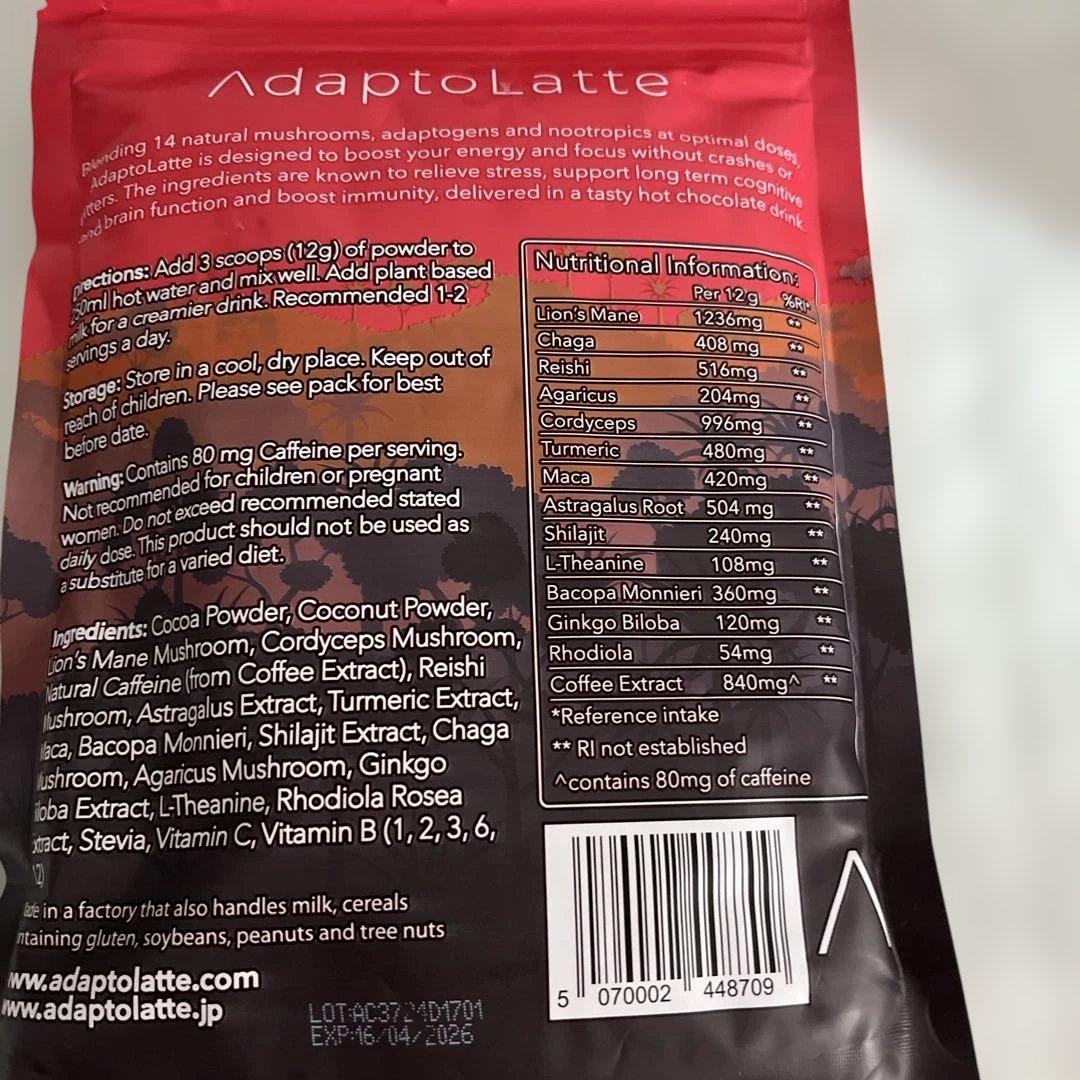 AdaptoLatte
Blending 14 natural mushrooms, adaptogens and nootropics at optimal doses,
AdaptoLatte is designed to boost your energy and focus without crashes or
jitters. The ingredients are known to relieve stress, support long term cognitive
and brain function and boost immunity, delivered in a tasty hot chocolate drink.
Directions: Add 3 scoops (12g) of powder to
250ml hot water and mix well. Add plant based
milk for a creamier drink. Recommended 1-2
servings a day.
Storage: Store in a cool, dry place. Keep out of
reach of children. Please see pack for best
before date.
Warning: Contains 80 mg Caffeine per serving.
Not recommended for children or pregnant
women. Do not exceed recommended stated
daily dose. This product should not be used as
a substitute for a varied diet.
Ingredients: Cocoa Powder, Coconut Powder,
Lion's Mane Mushroom, Cordyceps Mushroom,
Natural Caffeine (from Coffee Extract), Reishi
Mushroom, Astragalus Extract, Turmeric Extract,
Maca, Bacopa Monnieri, Shilajit Extract, Chaga
Mushroom, Agaricus Mushroom, Ginkgo
Biloba Extract, L-Theanine, Rhodiola Rosea
Extract, Stevia, Vitamin C, Vitamin B (1, 2, 3, 6,
12)
Made in a factory that also handles milk, cereals
containing gluten, soybeans, peanuts and tree nuts
www.adaptolatte.com
www.adaptolatte.jp
EXP:16/04/2026
Nutritional Information:
Per 12g %RI*
Lion's Mane 1236mg **
Chaga 408 mg **
Reishi 516mg **
Agaricus 204mg **
Cordyceps 996mg **
Turmeric 480mg **
Maca 420mg **
Astragalus Root 504 mg **
Shilajit 240mg **
L-Theanine 108mg **
Bacopa Monnieri 360mg **
Ginkgo Biloba 120mg **
Rhodiola 54mg **
Coffee Extract 840mg^ **
*Reference intake
** RI not established
^contains 80mg of caffeine
5 070002 448709